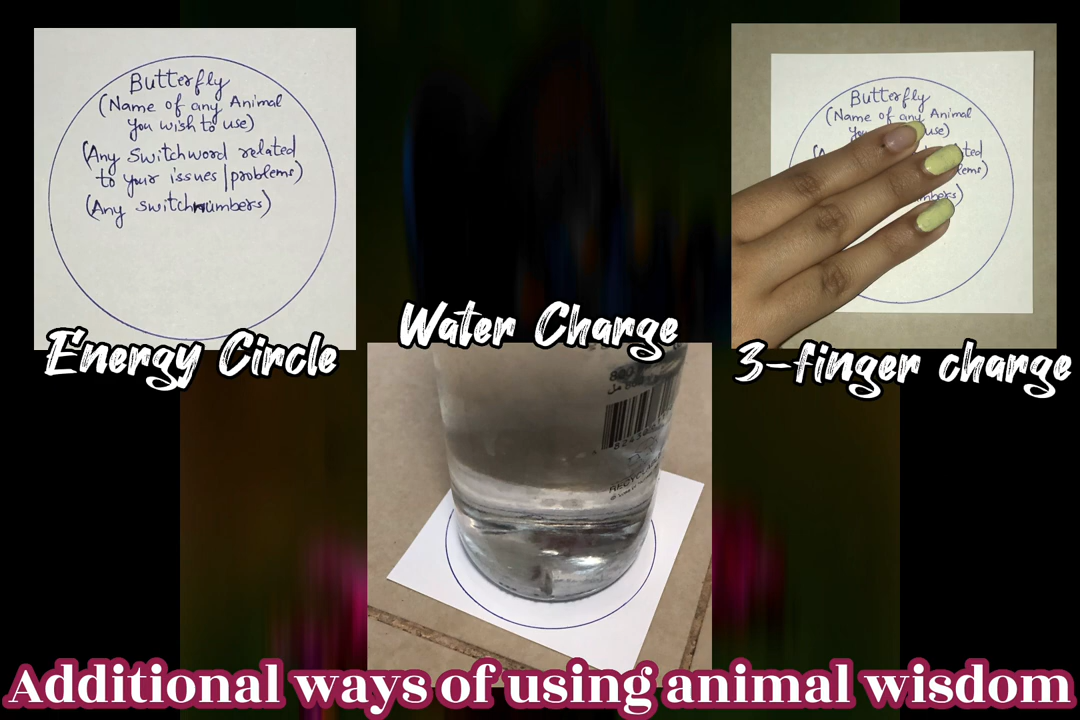 Butterfly
(Name of any Animal
you wish to use)
(Any switchword related
to your issues/problems)
(Any switchnumbers)
Energy Circle
Water Charge
Butterfly
(Name of any Animal
use)
3-finger charge
Additional ways of using animal wisdom